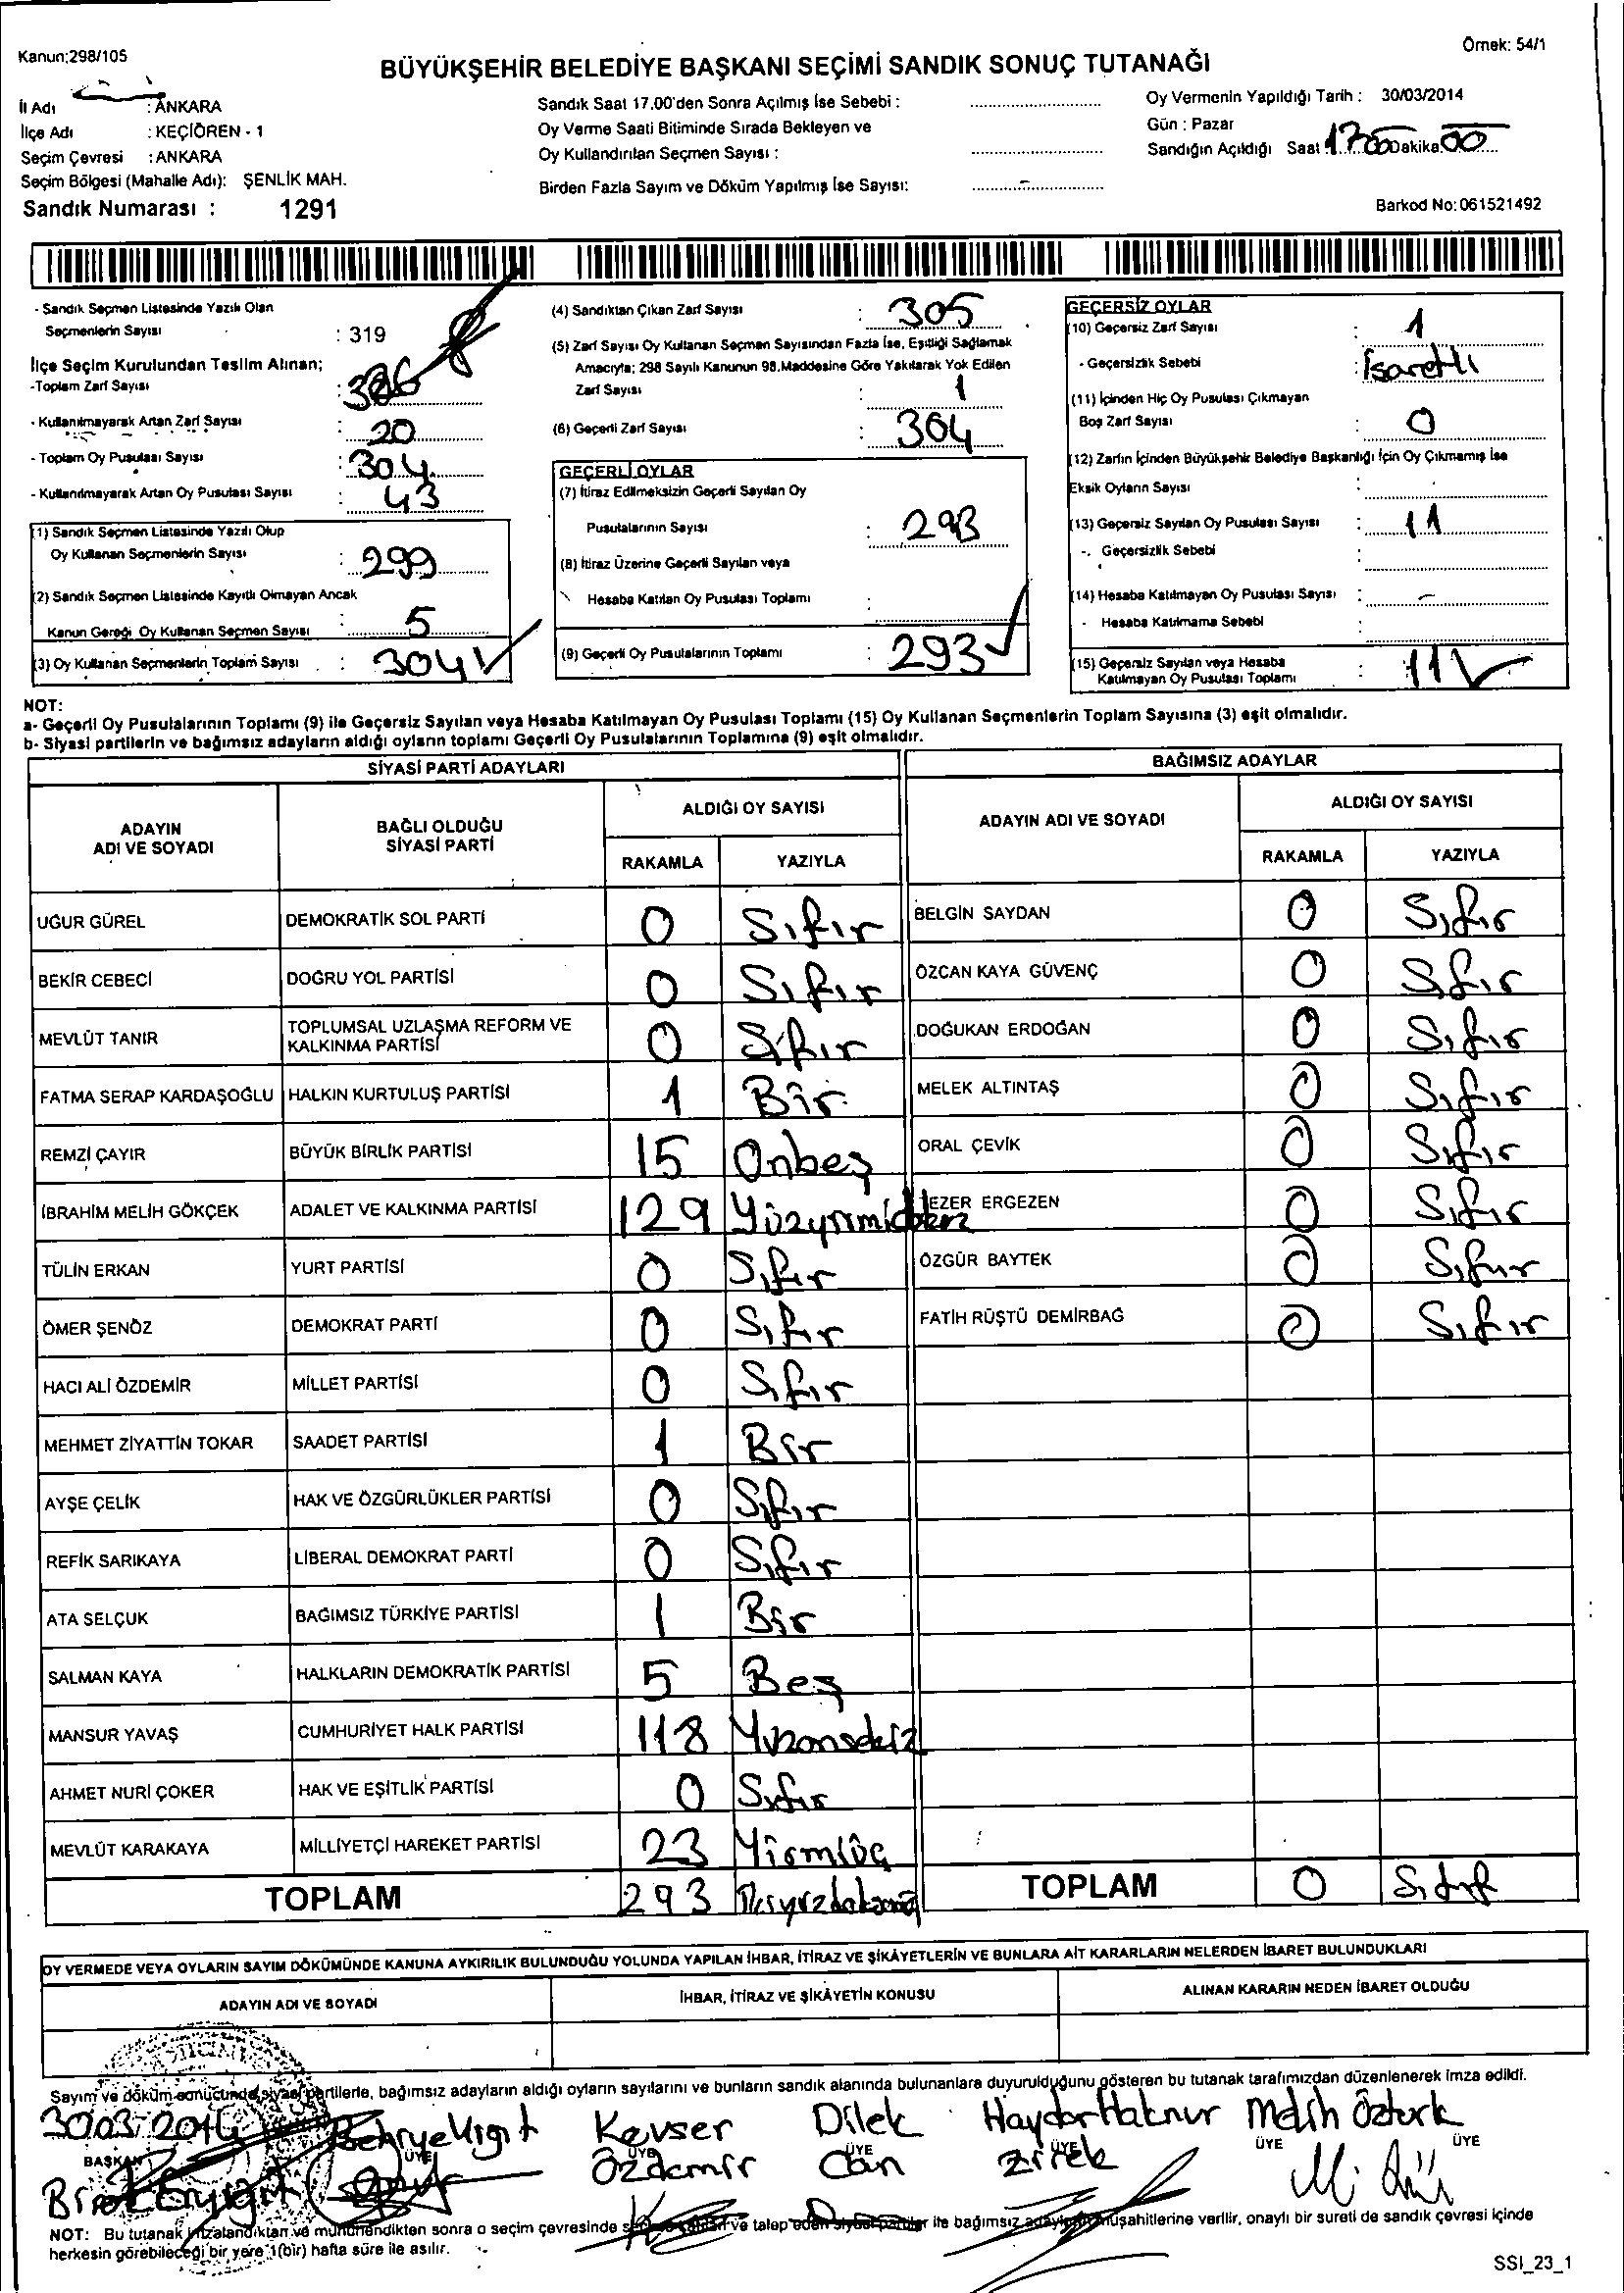 Kanun;298/105
Örnek: 54/1
BÜYÜKŞEHİR BELEDİYE BAŞKANI SEÇİMİ SANDIK SONUÇ TUTANAĞI
İl Adı : ANKARA
İlçe Adı : KEÇİÖREN - 1
Seçim Çevresi : ANKARA
Seçim Bölgesi (Mahalle Adı): ŞENLİK MAH.
Sandık Numarası : 1291
Sandık Saat 17.00'den Sonra Açılmış İse Sebebi :
Oy Verme Saati Bitiminde Sırada Bekleyen ve
Oy Kullandırılan Seçmen Sayısı :
Birden Fazla Sayım ve Döküm Yapılmış İse Sayısı: -
Oy Vermenin Yapıldığı Tarih : 30/03/2014
Gün : Pazar
Sandığın Açıldığı Saat Dakika 00
Barkod No: 061521492
- Sandık Seçmen Listesinde Yazılı Olan
Seçmenlerin Sayısı : 319
İlçe Seçim Kurulundan Teslim Alınan;
-Toplam Zarf Sayısı :
- Kullanılmayarak Artan Zarf Sayısı : 20
- Toplam Oy Pusulası Sayısı : 304
- Kullanılmayarak Artan Oy Pusulası Sayısı : 43
(1) Sandık Seçmen Listesinde Yazılı Olup
Oy Kullanan Seçmenlerin Sayısı : 299
(2) Sandık Seçmen Listesinde Kayıtlı Olmayan Ancak
Kanun Gereği Oy Kullanan Seçmen Sayısı : 5
(3) Oy Kullanan Seçmenlerin Toplam Sayısı : 304
(4) Sandıktan Çıkan Zarf Sayısı : 305
(5) Zarf Sayısı Oy Kullanan Seçmen Sayısından Fazla İse, Eşitliği Sağlamak
Amacıyla; 298 Sayılı Kanunun 98.Maddesine Göre Yakılarak Yok Edilen
Zarf Sayısı : 1
(6) Geçerli Zarf Sayısı : 304
GEÇERLİ OYLAR
(7) İtiraz Edilmeksizin Geçerli Sayılan Oy
Pusulalarının Sayısı : 293
(8) İtiraz Üzerine Geçerli Sayılan veya
Hesaba Katılan Oy Pusulası Toplamı :
(9) Geçerli Oy Pusulalarının Toplamı : 293
GEÇERSİZ OYLAR
(10) Geçersiz Zarf Sayısı : 1
- Geçersizlik Sebebi : İsaretli
(11) İçinden Hiç Oy Pusulası Çıkmayan
Boş Zarf Sayısı : 0
(12) Zarfın İçinden Büyükşehir Belediye Başkanlığı İçin Oy Çıkmamış İse
Eksik Oyların Sayısı :
(13) Geçersiz Sayılan Oy Pusulası Sayısı : 11
- Geçersizlik Sebebi
(14) Hesaba Katılmayan Oy Pusulası Sayısı : -
- Hesaba Katılmama Sebebi
(15) Geçersiz Sayılan veya Hesaba
Katılmayan Oy Pusulası Toplamı : 11
NOT:
a- Geçerli Oy Pusulalarının Toplamı (9) ile Geçersiz Sayılan veya Hesaba Katılmayan Oy Pusulası Toplamı (15) Oy Kullanan Seçmenlerin Toplam Sayısına (3) eşit olmalıdır.
b- Siyasi partilerin ve bağımsız adayların aldığı oyların toplamı Geçerli Oy Pusulalarının Toplamına (9) eşit olmalıdır.
SİYASİ PARTİ ADAYLARI
ADAYIN ADI VE SOYADI
BAĞLI OLDUĞU SİYASİ PARTİ
ALDIĞI OY SAYISI
RAKAMLA YAZIYLA
UĞUR GÜREL DEMOKRATİK SOL PARTİ 0 Sıfır
BEKİR CEBECİ DOĞRU YOL PARTİSİ 0 Sıfır
MEVLÜT TANIR TOPLUMSAL UZLAŞMA REFORM VE KALKINMA PARTİSİ 0 Sıfır
FATMA SERAP KARDAŞOĞLU HALKIN KURTULUŞ PARTİSİ 1 Bir
REMZİ ÇAYIR BÜYÜK BİRLİK PARTİSİ 15 Onbeş
İBRAHİM MELİH GÖKÇEK ADALET VE KALKINMA PARTİSİ 129
TÜLİN ERKAN YURT PARTİSİ 0 Sıfır
ÖMER ŞENÖZ DEMOKRAT PARTİ 0 Sıfır
HACI ALİ ÖZDEMİR MİLLET PARTİSİ 0 Sıfır
MEHMET ZİYATTİN TOKAR SAADET PARTİSİ 1 Bir
AYŞE ÇELİK HAK VE ÖZGÜRLÜKLER PARTİSİ 0 Sıfır
REFİK SARIKAYA LİBERAL DEMOKRAT PARTİ 0 Sıfır
ATA SELÇUK BAĞIMSIZ TÜRKİYE PARTİSİ 1 Bir
SALMAN KAYA HALKLARIN DEMOKRATİK PARTİSİ 5 Beş
MANSUR YAVAŞ CUMHURİYET HALK PARTİSİ 118 Yüzonsekiz
AHMET NURİ ÇOKER HAK VE EŞİTLİK PARTİSİ 0 Sıfır
MEVLÜT KARAKAYA MİLLİYETÇİ HAREKET PARTİSİ 23 Yirmiüç
TOPLAM 293
BAĞIMSIZ ADAYLAR
ADAYIN ADI VE SOYADI
ALDIĞI OY SAYISI
RAKAMLA YAZIYLA
BELGİN SAYDAN 0 Sıfır
ÖZCAN KAYA GÜVENÇ 0 Sıfır
DOĞUKAN ERDOĞAN 0 Sıfır
MELEK ALTINTAŞ 0 Sıfır
ORAL ÇEVİK 0 Sıfır
EZER ERGEZEN 0 Sıfır
ÖZGÜR BAYTEK 0 Sıfır
FATİH RÜŞTÜ DEMİRBAĞ 0 Sıfır
TOPLAM 0 Sıfır
OY VERMEDE VEYA OYLARIN SAYIM DÖKÜMÜNDE KANUNA AYKIRILIK BULUNDUĞU YOLUNDA YAPILAN İHBAR, İTİRAZ VE ŞİKÂYETLERİN VE BUNLARA AİT KARARLARIN NELERDEN İBARET BULUNDUKLARI
ADAYIN ADI VE SOYADI
İHBAR, İTİRAZ VE ŞİKÂYETİN KONUSU
ALINAN KARARIN NEDEN İBARET OLDUĞU
Sayım ve döküm sonucunda siyasi partilerle, bağımsız adayların aldığı oyların sayılarını ve bunların sandık alanında bulunanlara duyurulduğunu gösteren bu tutanak tarafımızdan düzenlenerek imza edildi.
30.03.2014
BAŞKAN ÜYE ÜYE ÜYE ÜYE ÜYE ÜYE
Kevser Özdemir
Dilek Can
Haydar Haknur Zirek
Melih Öztürk
NOT: Bu tutanak imzalandıktan ve mühürlendikten sonra o seçim çevresinde ve talep eden siyasi partiler ile bağımsız müşahitlerine verilir, onaylı bir sureti de sandık çevresi içinde
herkesin görebileceği bir yere 1(bir) hafta süre ile asılır.
SSI_23_1